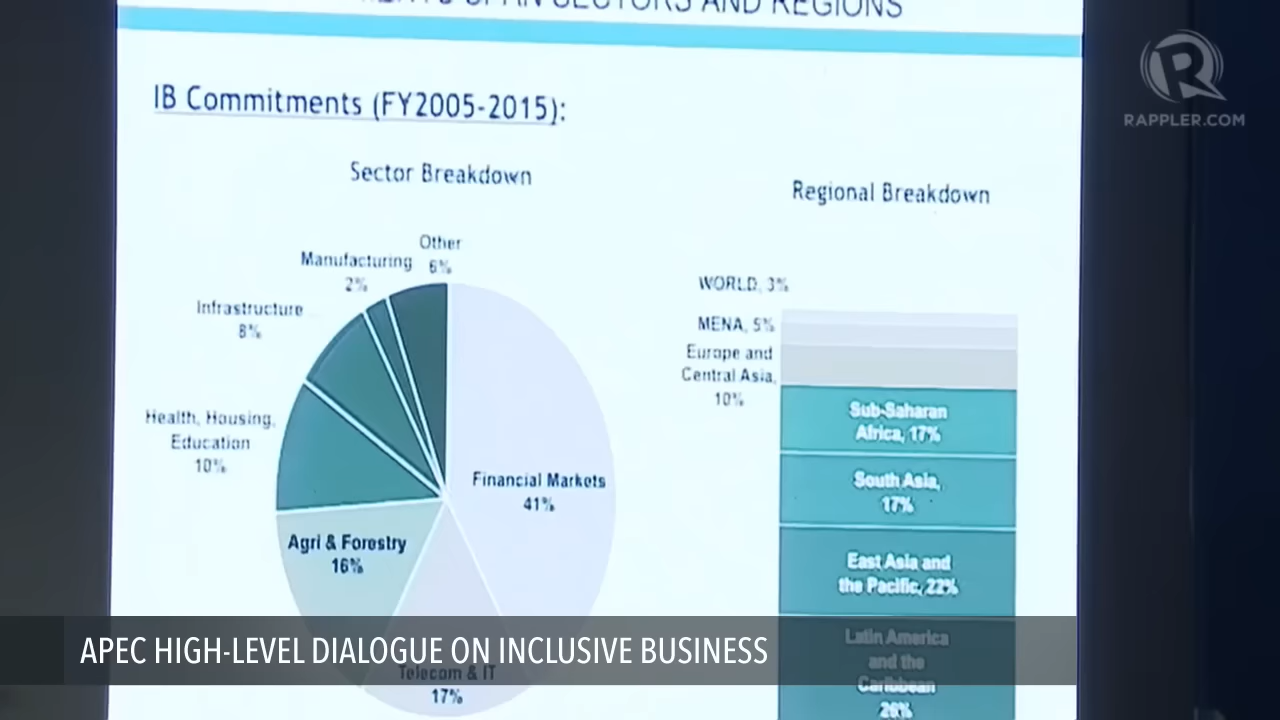 SECTORS AND REGIONS
RAPPLER.COM
IB Commitments (FY2005-2015):
Sector Breakdown
Regional Breakdown
Other
6%
Manufacturing
2%
Infrastructure
8%
Health, Housing,
Education
10%
Financial Markets
41%
Agri & Forestry
16%
Telecom & IT
17%
WORLD, 3%
MENA, 5%
Europe and
Central Asia,
10%
Sub-Saharan
Africa, 17%
South Asia,
17%
East Asia and
the Pacific, 22%
Latin America
and the
Caribbean
26%
APEC HIGH-LEVEL DIALOGUE ON INCLUSIVE BUSINESS